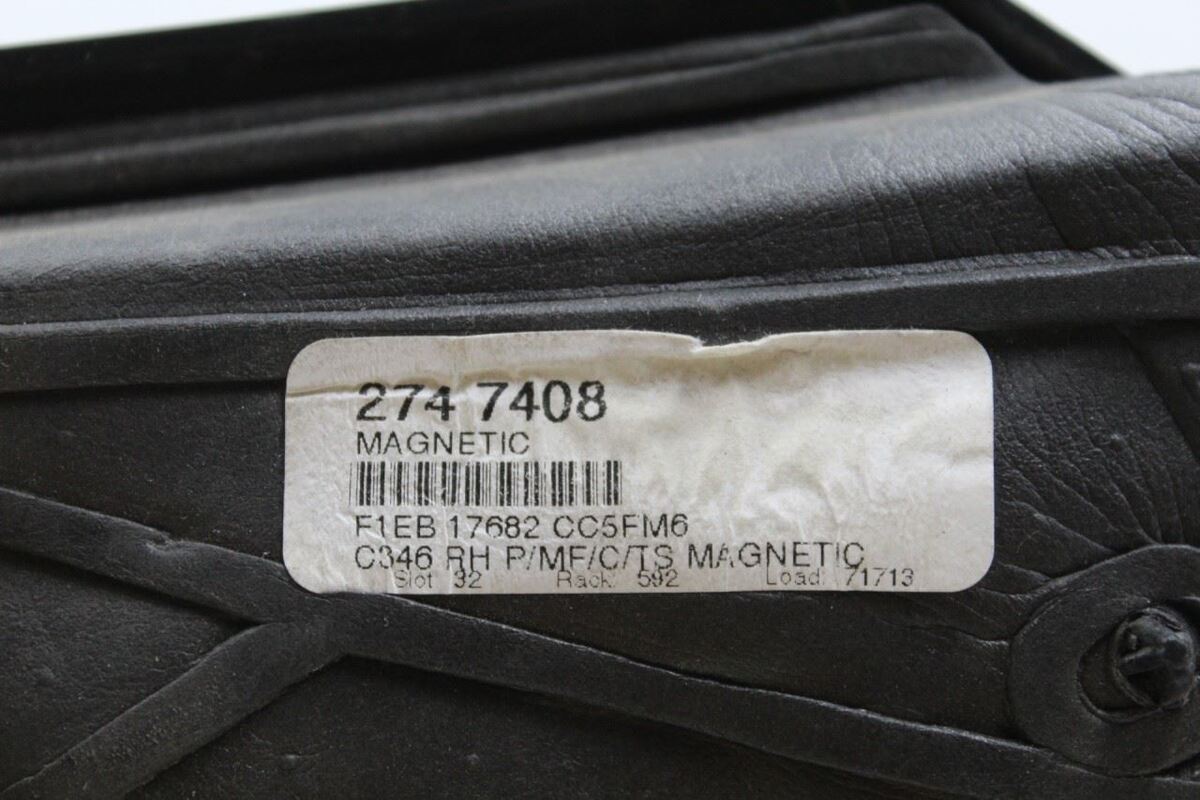 274 7408
MAGNETIC
F1EB 17682 CC5FM6
C346 RH P/MF/C/TS MAGNETIC
Slot 32 Rack: 592 Load: 71713